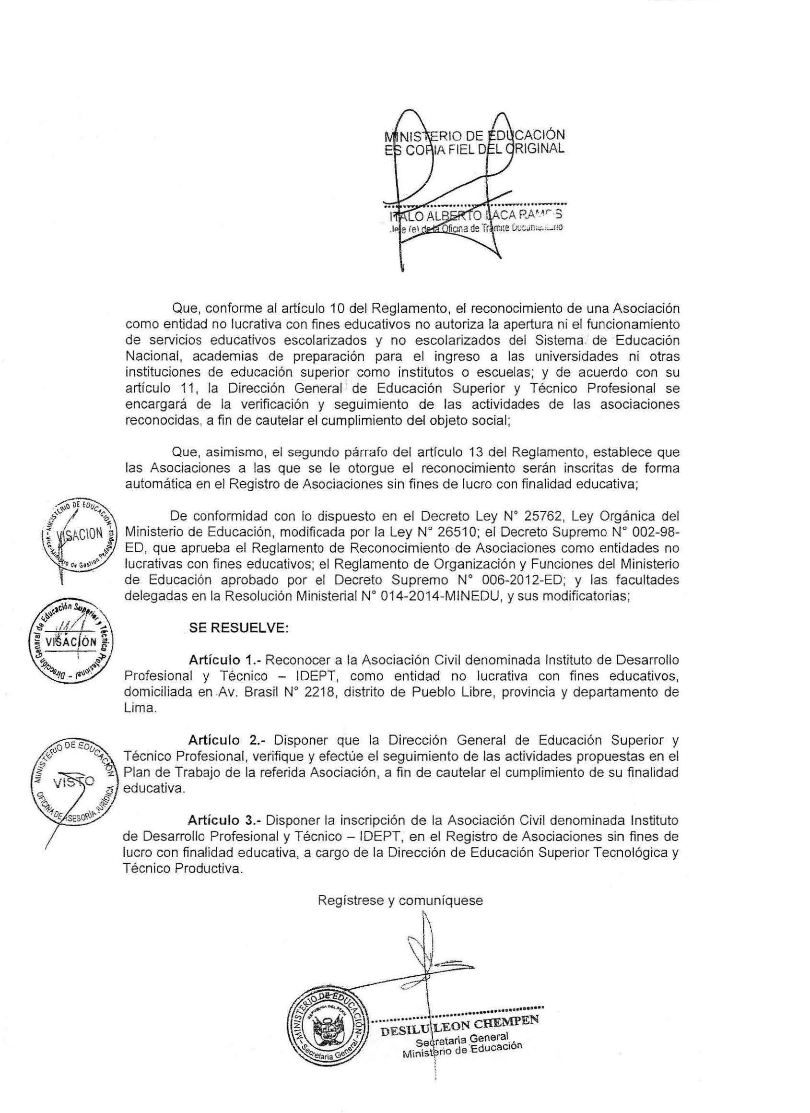 MINISTERIO DE EDUCACIÓN
ES COPIA FIEL DEL ORIGINAL
ITALO ALBERTO LACA RAMOS
Jefe (e) de la Oficina de Trámite Documentario
Que, conforme al artículo 10 del Reglamento, el reconocimiento de una Asociación
como entidad no lucrativa con fines educativos no autoriza la apertura ni el funcionamiento
de servicios educativos escolarizados y no escolarizados del Sistema de Educación
Nacional, academias de preparación para el ingreso a las universidades ni otras
instituciones de educación superior como institutos o escuelas; y de acuerdo con su
artículo 11, la Dirección General de Educación Superior y Técnico Profesional se
encargará de la verificación y seguimiento de las actividades de las asociaciones
reconocidas, a fin de cautelar el cumplimiento del objeto social;
Que, asimismo, el segundo párrafo del artículo 13 del Reglamento, establece que
las Asociaciones a las que se le otorgue el reconocimiento serán inscritas de forma
automática en el Registro de Asociaciones sin fines de lucro con finalidad educativa;
De conformidad con lo dispuesto en el Decreto Ley N° 25762, Ley Orgánica del
Ministerio de Educación, modificada por la Ley N° 26510; el Decreto Supremo N° 002-98-
ED, que aprueba el Reglamento de Reconocimiento de Asociaciones como entidades no
lucrativas con fines educativos; el Reglamento de Organización y Funciones del Ministerio
de Educación aprobado por el Decreto Supremo N° 006-2012-ED; y las facultades
delegadas en la Resolución Ministerial N° 014-2014-MINEDU, y sus modificatorias;
MINISTERIO DE EDUCACIÓN
VISACION
de Gestión Pedagógica
SE RESUELVE:
Dirección General de Educación Superior y Técnico Profesional
VISACIÓN
Artículo 1.- Reconocer a la Asociación Civil denominada Instituto de Desarrollo
Profesional y Técnico – IDEPT, como entidad no lucrativa con fines educativos,
domiciliada en Av. Brasil N° 2218, distrito de Pueblo Libre, provincia y departamento de
Lima.
Artículo 2.- Disponer que la Dirección General de Educación Superior y
Técnico Profesional, verifique y efectúe el seguimiento de las actividades propuestas en el
Plan de Trabajo de la referida Asociación, a fin de cautelar el cumplimiento de su finalidad
educativa.
MINISTERIO DE EDUCACIÓN
VISTO
OFICINA DE ASESORÍA JURÍDICA
Artículo 3.- Disponer la inscripción de la Asociación Civil denominada Instituto
de Desarrollo Profesional y Técnico – IDEPT, en el Registro de Asociaciones sin fines de
lucro con finalidad educativa, a cargo de la Dirección de Educación Superior Tecnológica y
Técnico Productiva.
Regístrese y comuníquese
MINISTERIO DE EDUCACIÓN
REPUBLICA DEL PERU
Secretaria General
DESILU LEON CHEMPEN
Secretaria General
Ministerio de Educación